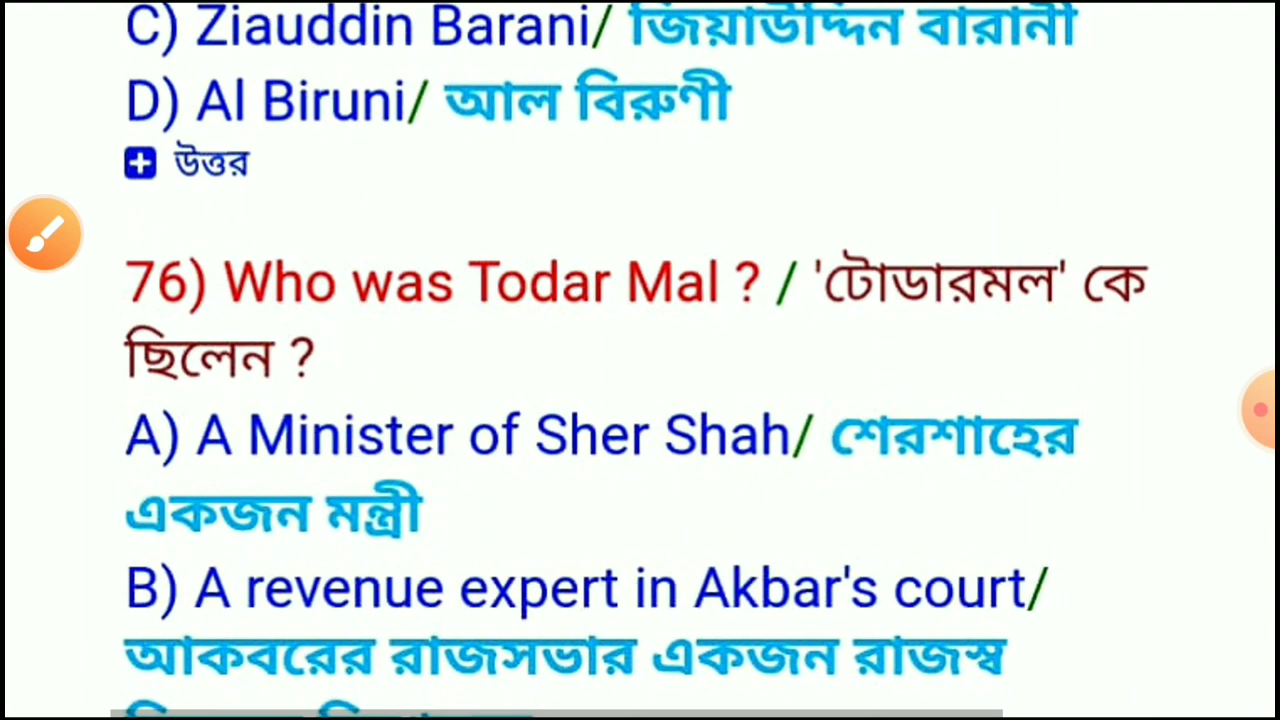 C) Ziauddin Barani/ জিয়াউদ্দিন বারানী
D) Al Biruni/ আল বিরুণী
উত্তর
76) Who was Todar Mal ? / 'টোডারমল' কে
ছিলেন ?
A) A Minister of Sher Shah/ শেরশাহের
একজন মন্ত্রী
B) A revenue expert in Akbar's court/
আকবরের রাজসভার একজন রাজস্ব